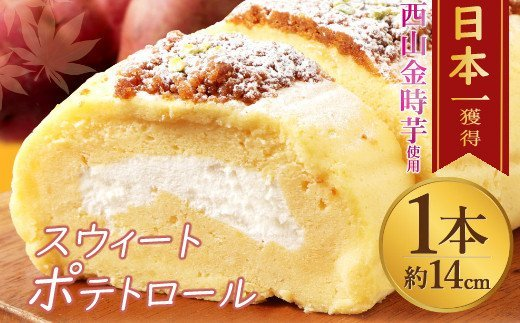 日本一獲得
西山金時芋使用
スウィート
ポテトロール
1本
約14cm